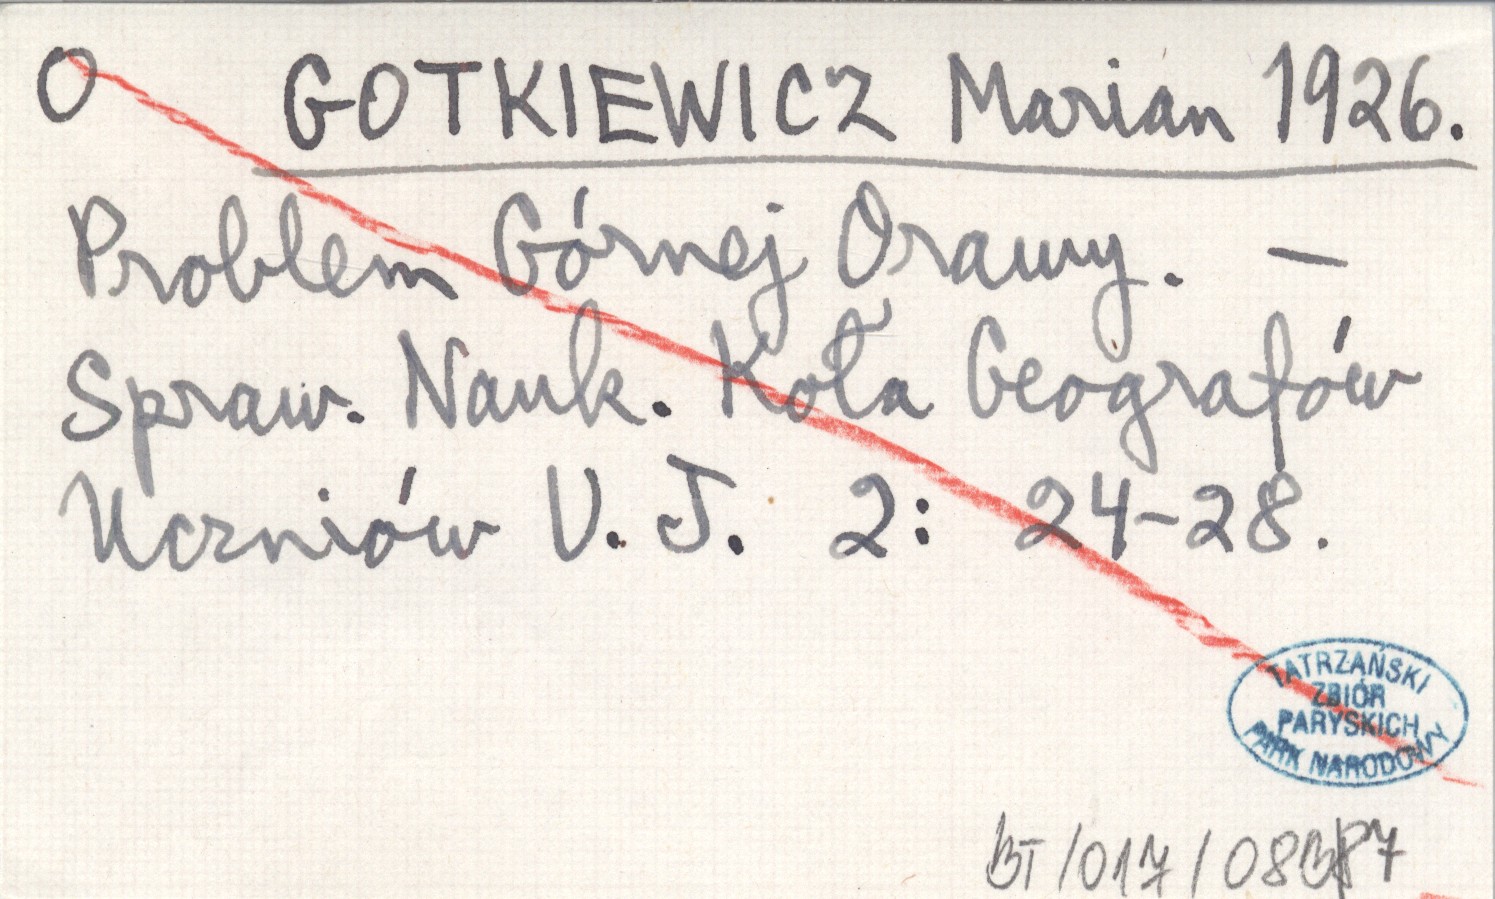 O GOTKIEWICZ Marian 1926.
Problem Górnej Orawy. —
Spraw. Nauk. Koła Geografów
Uczniów U. J. 2: 24-28.
TATRZAŃSKI
ZBIÓR
PARYSKICH
PARK NARODOWY
BT/017/08